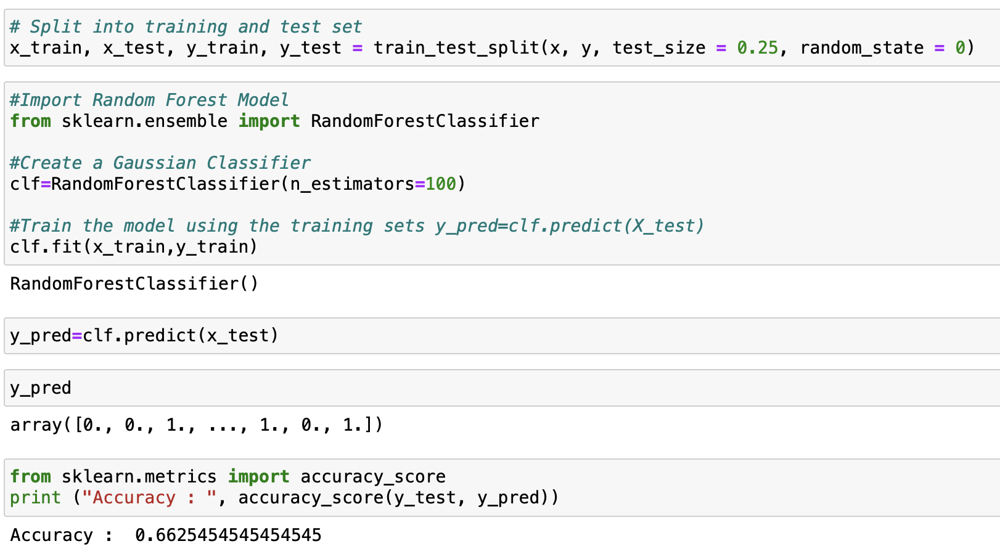 # Split into training and test set
x_train, x_test, y_train, y_test = train_test_split(x, y, test_size = 0.25, random_state = 0)
#Import Random Forest Model
from sklearn.ensemble import RandomForestClassifier
#Create a Gaussian Classifier
clf=RandomForestClassifier(n_estimators=100)
#Train the model using the training sets y_pred=clf.predict(X_test)
clf.fit(x_train,y_train)
RandomForestClassifier()
y_pred=clf.predict(x_test)
y_pred
array([0., 0., 1., ..., 1., 0., 1.])
from sklearn.metrics import accuracy_score
print ("Accuracy : ", accuracy_score(y_test, y_pred))
Accuracy :  0.6625454545454545